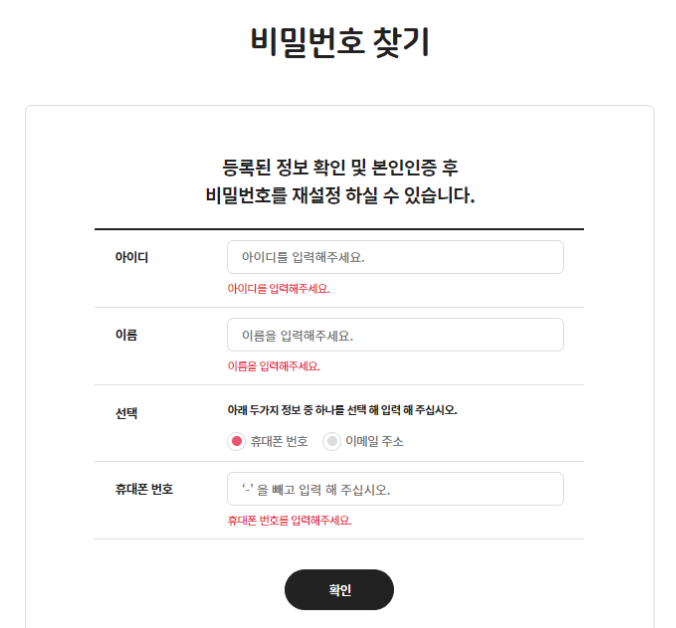 비밀번호 찾기
등록된 정보 확인 및 본인인증 후
비밀번호를 재설정 하실 수 있습니다.
아이디
아이디를 입력해주세요.
아이디를 입력해주세요.
이름
이름을 입력해주세요.
이름을 입력해주세요.
선택
아래 두가지 정보 중 하나를 선택 해 입력 해 주십시오.
휴대폰 번호 이메일 주소
휴대폰 번호
‘-’ 을 빼고 입력 해 주십시오.
휴대폰 번호를 입력해주세요.
확인